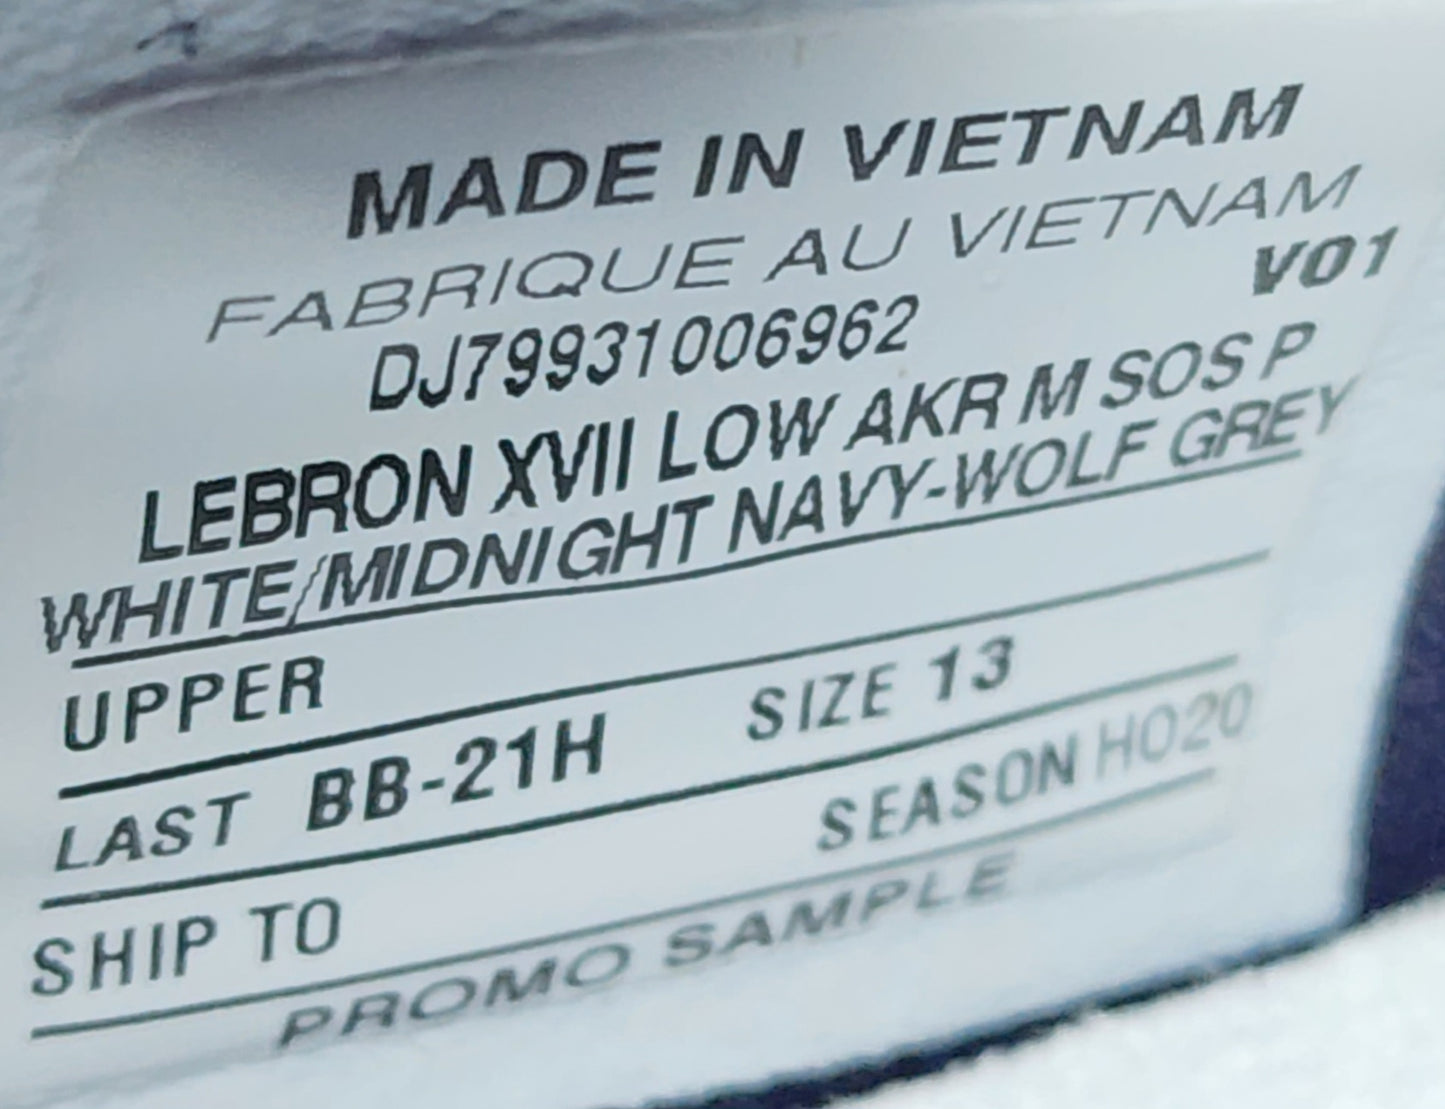 MADE IN VIETNAM
FABRIQUE AU VIETNAM
V01
DJ79931006962
LEBRON XVII LOW AKR M SOS P
WHITE/MIDNIGHT NAVY-WOLF GREY
UPPER
LAST BB-21H SIZE 13
SHIP TO SEASON HO20
PROMO SAMPLE